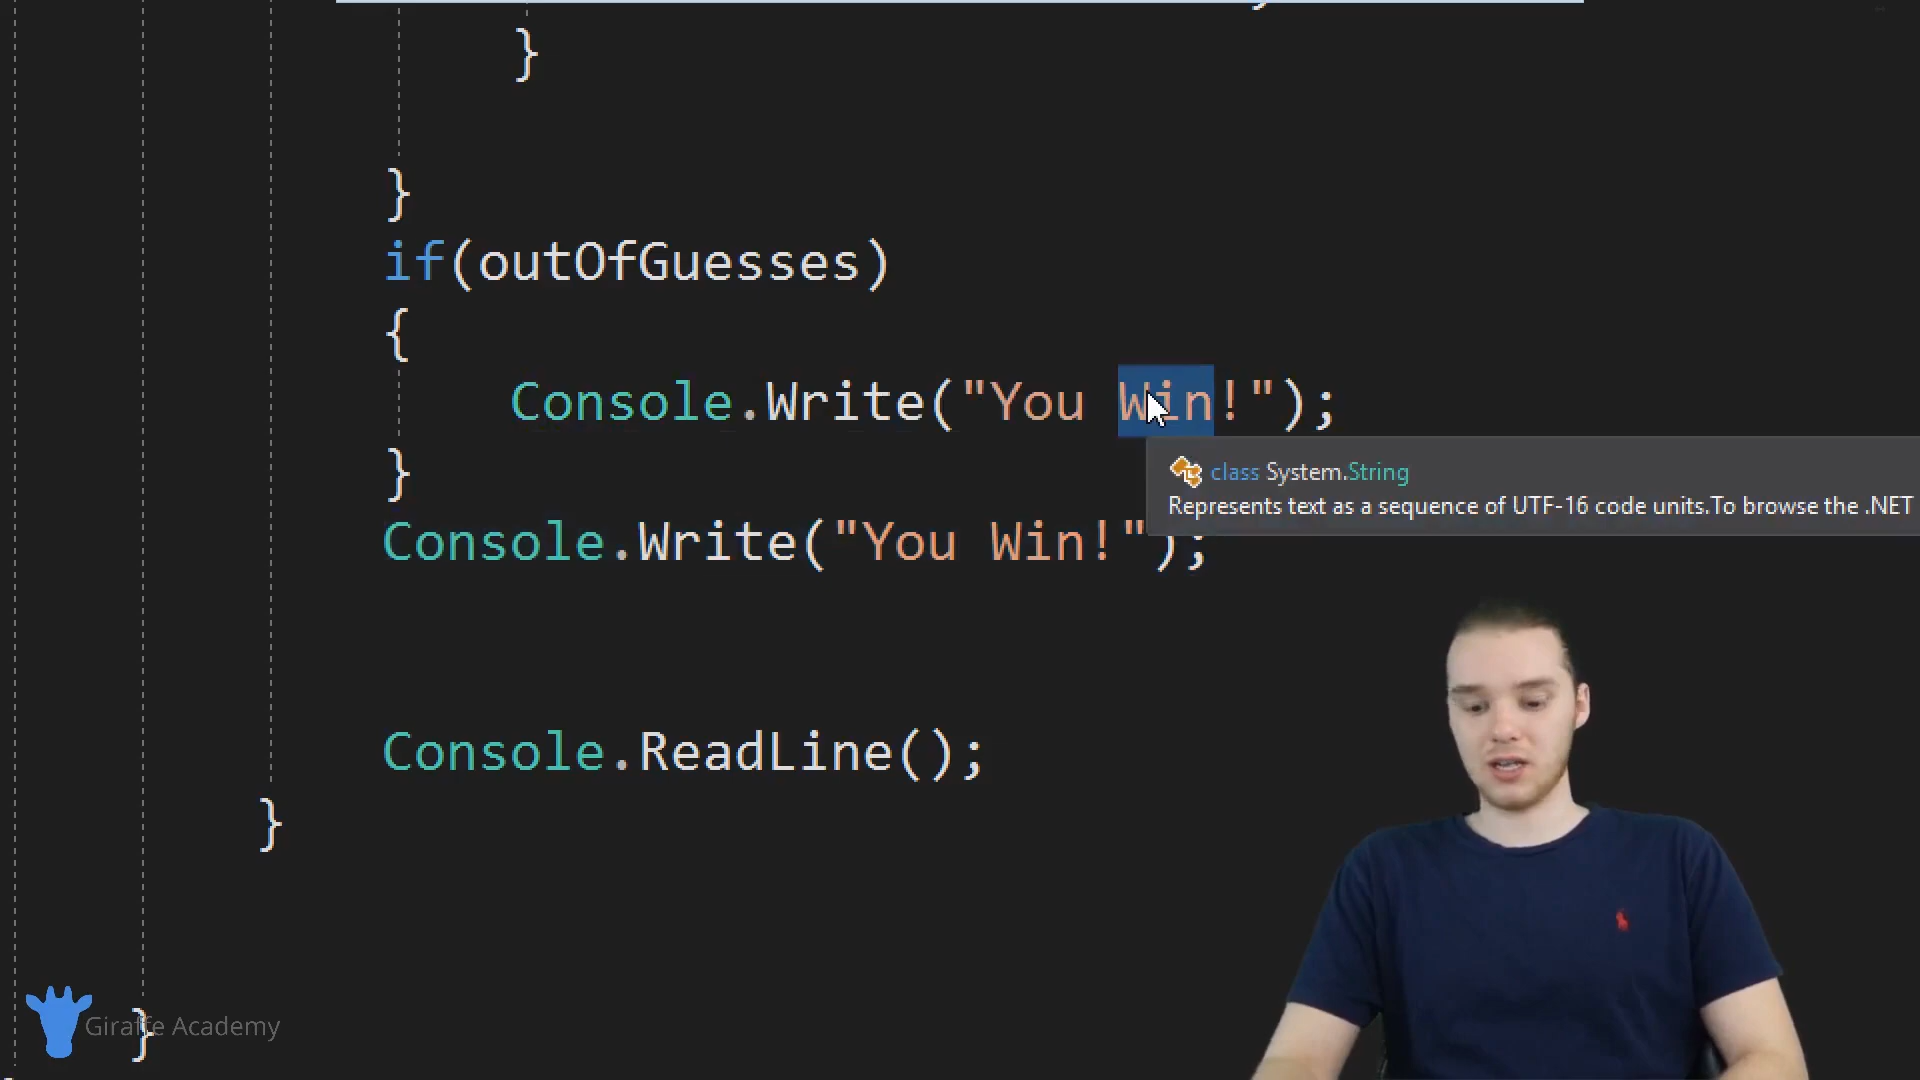 }
}
if(outOfGuesses)
{
Console.Write("You Win!");
}
class System.String
Represents text as a sequence of UTF-16 code units.To browse the .NET
Console.Write("You Win!");
Console.ReadLine();
}
}
Giraffe Academy